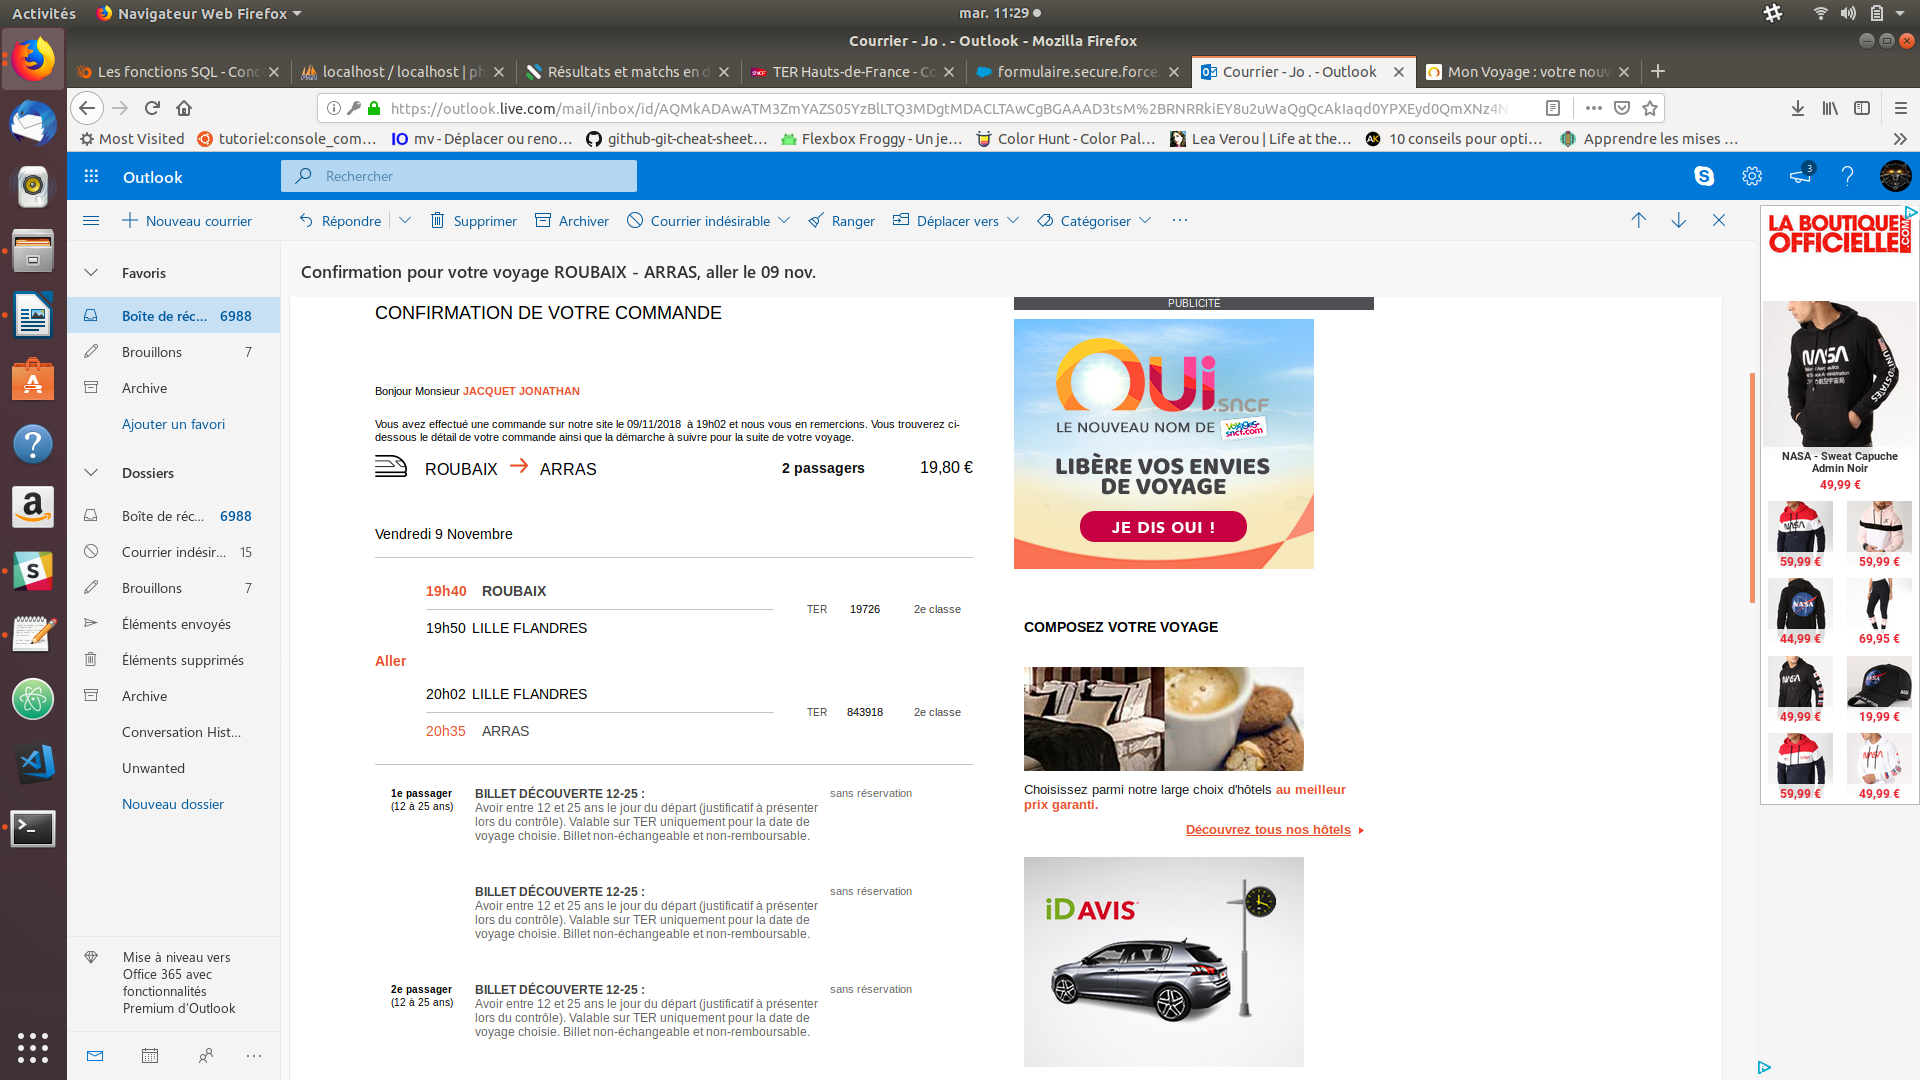 Activités
Navigateur Web Firefox
mar. 11:29
Courrier - Jo . - Outlook - Mozilla Firefox
Les fonctions SQL - Conc
localhost / localhost | ph
Résultats et matchs en d
TER Hauts-de-France - Co
formulaire.secure.force.
Courrier - Jo . - Outlook
Mon Voyage : votre nouv
https://outlook.live.com/mail/inbox/id/AQMkADAwATM3ZmYAZS05YzBlLTQ3MDgtMDACLTAwCgBGAAAD3tsM%2BRNRRkiEY8u2uWaQgQcAkIaqd0YPXEyd0QmXNz4N
Most Visited
tutoriel:console_com…
IO mv - Déplacer ou reno…
github-git-cheat-sheet…
Flexbox Froggy - Un je…
Color Hunt - Color Pal…
Lea Verou | Life at the…
AK 10 conseils pour opti…
Apprendre les mises …
Outlook
Rechercher
3
Nouveau courrier
Répondre
Supprimer
Archiver
Courrier indésirable
Ranger
Déplacer vers
Catégoriser
Favoris
Boîte de réc… 6988
Brouillons 7
Archive
Ajouter un favori
Dossiers
Boîte de réc… 6988
Courrier indésir… 15
Brouillons 7
Éléments envoyés
Éléments supprimés
Archive
Conversation Hist…
Unwanted
Nouveau dossier
Mise à niveau vers
Office 365 avec
fonctionnalités
Premium d'Outlook
Confirmation pour votre voyage ROUBAIX - ARRAS, aller le 09 nov.
CONFIRMATION DE VOTRE COMMANDE
Bonjour Monsieur JACQUET JONATHAN
Vous avez effectué une commande sur notre site le 09/11/2018 à 19h02 et nous vous en remercions. Vous trouverez ci-
dessous le détail de votre commande ainsi que la démarche à suivre pour la suite de votre voyage.
ROUBAIX → ARRAS 2 passagers 19,80 €
Vendredi 9 Novembre
19h40 ROUBAIX
TER 19726 2e classe
19h50 LILLE FLANDRES
Aller
20h02 LILLE FLANDRES
TER 843918 2e classe
20h35 ARRAS
1e passager
(12 à 25 ans)
BILLET DÉCOUVERTE 12-25 :
Avoir entre 12 et 25 ans le jour du départ (justificatif à présenter
lors du contrôle). Valable sur TER uniquement pour la date de
voyage choisie. Billet non-échangeable et non-remboursable.
sans réservation
BILLET DÉCOUVERTE 12-25 :
Avoir entre 12 et 25 ans le jour du départ (justificatif à présenter
lors du contrôle). Valable sur TER uniquement pour la date de
voyage choisie. Billet non-échangeable et non-remboursable.
sans réservation
2e passager
(12 à 25 ans)
BILLET DÉCOUVERTE 12-25 :
Avoir entre 12 et 25 ans le jour du départ (justificatif à présenter
lors du contrôle). Valable sur TER uniquement pour la date de
voyage choisie. Billet non-échangeable et non-remboursable.
sans réservation
PUBLICITÉ
OUi.sncf
LE NOUVEAU NOM DE VOYAGES-sncf.com
LIBÈRE VOS ENVIES
DE VOYAGE
JE DIS OUI !
COMPOSEZ VOTRE VOYAGE
Choisissez parmi notre large choix d'hôtels au meilleur
prix garanti.
Découvrez tous nos hôtels
iDAVIS
LA BOUTIQUE
OFFICIELLE
.COM
NASA
NASA - Sweat Capuche
Admin Noir
49,99 €
59,99 € 59,99 €
44,99 € 69,95 €
49,99 € 19,99 €
59,99 € 49,99 €